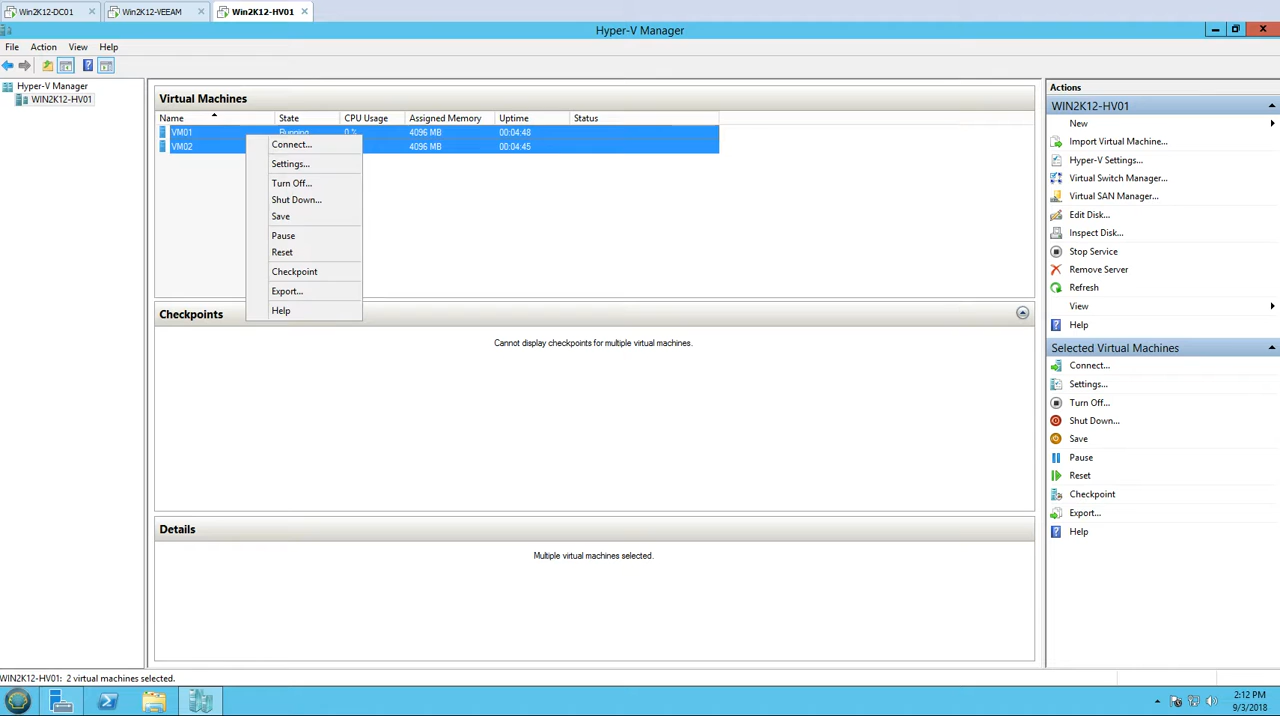 Win2K12-DC01
Win2K12-VEEAM
Win2K12-HV01
Hyper-V Manager
File Action View Help
Hyper-V Manager
WIN2K12-HV01
Virtual Machines
Name State CPU Usage Assigned Memory Uptime Status
VM01 Running 0 % 4096 MB 00:04:48
VM02 4096 MB 00:04:45
Connect...
Settings...
Turn Off...
Shut Down...
Save
Pause
Reset
Checkpoint
Export...
Help
Checkpoints
Cannot display checkpoints for multiple virtual machines.
Details
Multiple virtual machines selected.
Actions
WIN2K12-HV01
New
Import Virtual Machine...
Hyper-V Settings...
Virtual Switch Manager...
Virtual SAN Manager...
Edit Disk...
Inspect Disk...
Stop Service
Remove Server
Refresh
View
Help
Selected Virtual Machines
Connect...
Settings...
Turn Off...
Shut Down...
Save
Pause
Reset
Checkpoint
Export...
Help
WIN2K12-HV01: 2 virtual machines selected.
2:12 PM
9/3/2018